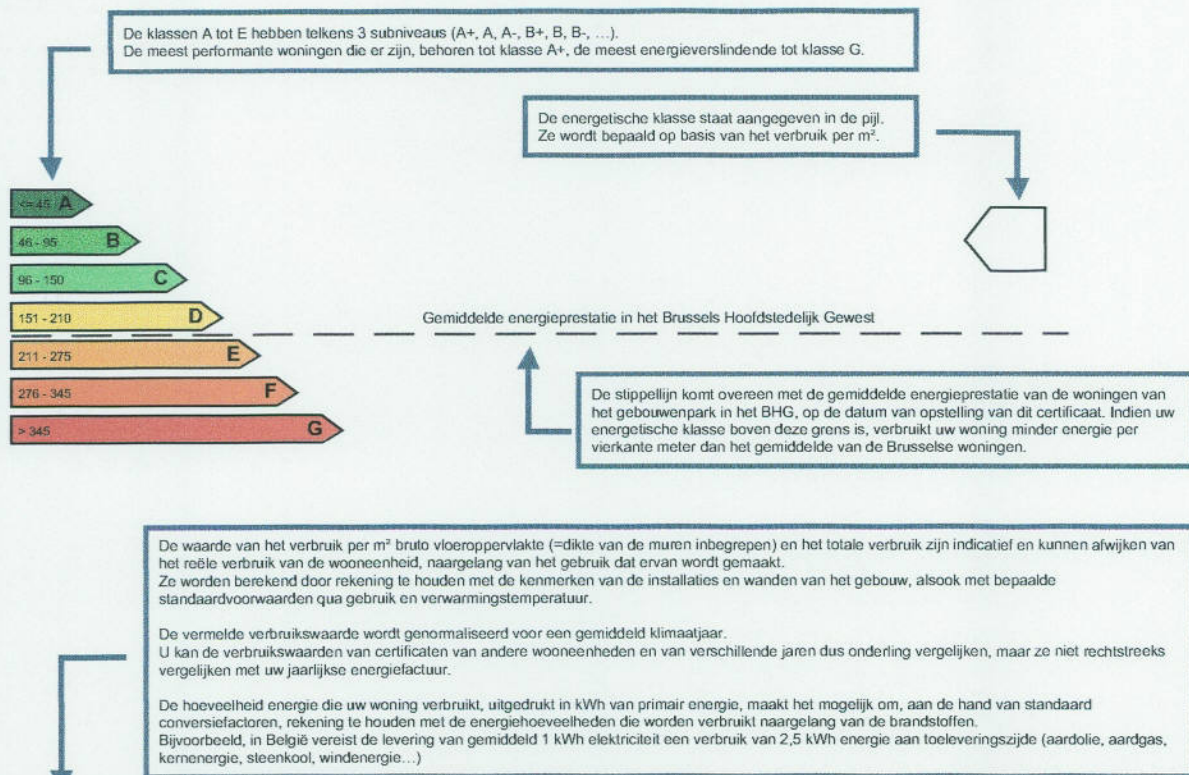 De klassen A tot E hebben telkens 3 subniveaus (A+, A, A-, B+, B, B-, ...).
De meest performante woningen die er zijn, behoren tot klasse A+, de meest energieverslindende tot klasse G.
De energetische klasse staat aangegeven in de pijl.
Ze wordt bepaald op basis van het verbruik per m².
<= 45 A
46 - 95 B
96 - 150 C
151 - 210 D
Gemiddelde energieprestatie in het Brussels Hoofdstedelijk Gewest
211 - 275 E
276 - 345 F
> 345 G
De stippellijn komt overeen met de gemiddelde energieprestatie van de woningen van
het gebouwenpark in het BHG, op de datum van opstelling van dit certificaat. Indien uw
energetische klasse boven deze grens is, verbruikt uw woning minder energie per
vierkante meter dan het gemiddelde van de Brusselse woningen.
De waarde van het verbruik per m² bruto vloeroppervlakte (=dikte van de muren inbegrepen) en het totale verbruik zijn indicatief en kunnen afwijken van
het reële verbruik van de wooneenheid, naargelang van het gebruik dat ervan wordt gemaakt.
Ze worden berekend door rekening te houden met de kenmerken van de installaties en wanden van het gebouw, alsook met bepaalde
standaardvoorwaarden qua gebruik en verwarmingstemperatuur.
De vermelde verbruikswaarde wordt genormaliseerd voor een gemiddeld klimaatjaar.
U kan de verbruikswaarden van certificaten van andere wooneenheden en van verschillende jaren dus onderling vergelijken, maar ze niet rechtstreeks
vergelijken met uw jaarlijkse energiefactuur.
De hoeveelheid energie die uw woning verbruikt, uitgedrukt in kWh van primair energie, maakt het mogelijk om, aan de hand van standaard
conversiefactoren, rekening te houden met de energiehoeveelheden die worden verbruikt naargelang van de brandstoffen.
Bijvoorbeeld, in België vereist de levering van gemiddeld 1 kWh elektriciteit een verbruik van 2,5 kWh energie aan toeleveringszijde (aardolie, aardgas,
kernenergie, steenkool, windenergie...)